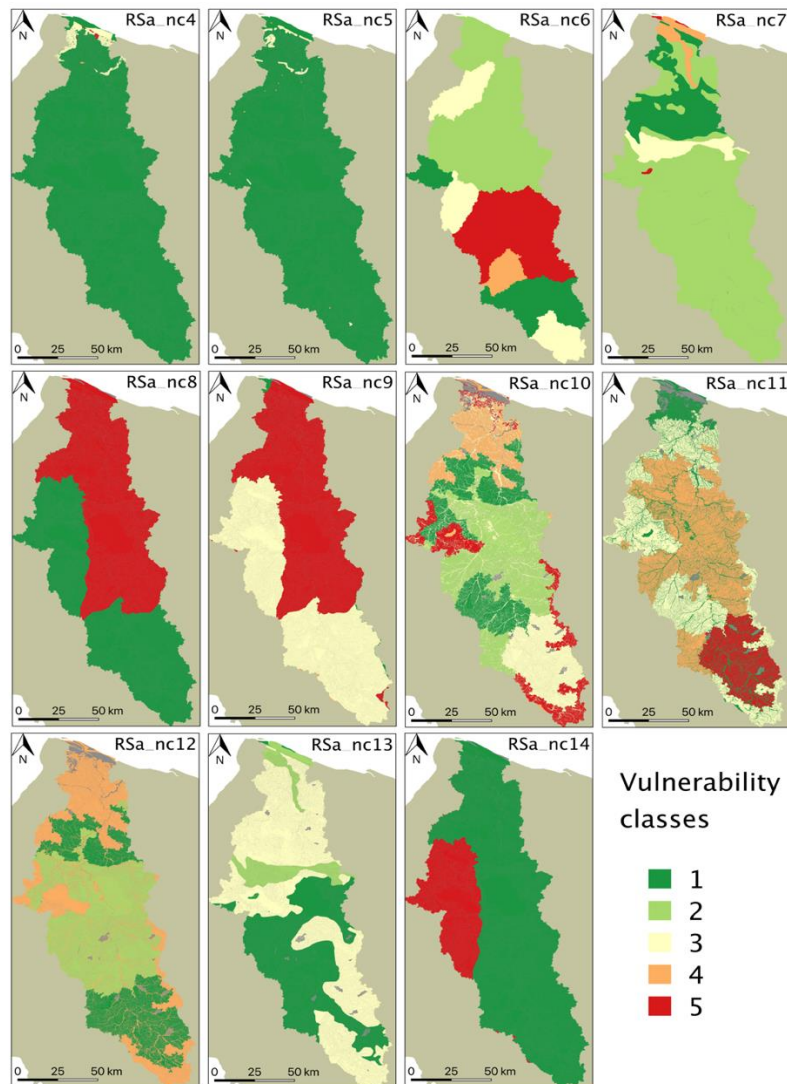 RSa_nc4
RSa_nc5
RSa_nc6
RSa_nc7
N
N
N
N
0 25 50 km
0 25 50 km
0 25 50 km
0 25 50 km
RSa_nc8
RSa_nc9
RSa_nc10
RSa_nc11
N
N
N
N
0 25 50 km
0 25 50 km
0 25 50 km
0 25 50 km
RSa_nc12
RSa_nc13
RSa_nc14
N
N
N
0 25 50 km
0 25 50 km
0 25 50 km
Vulnerability
classes
1
2
3
4
5